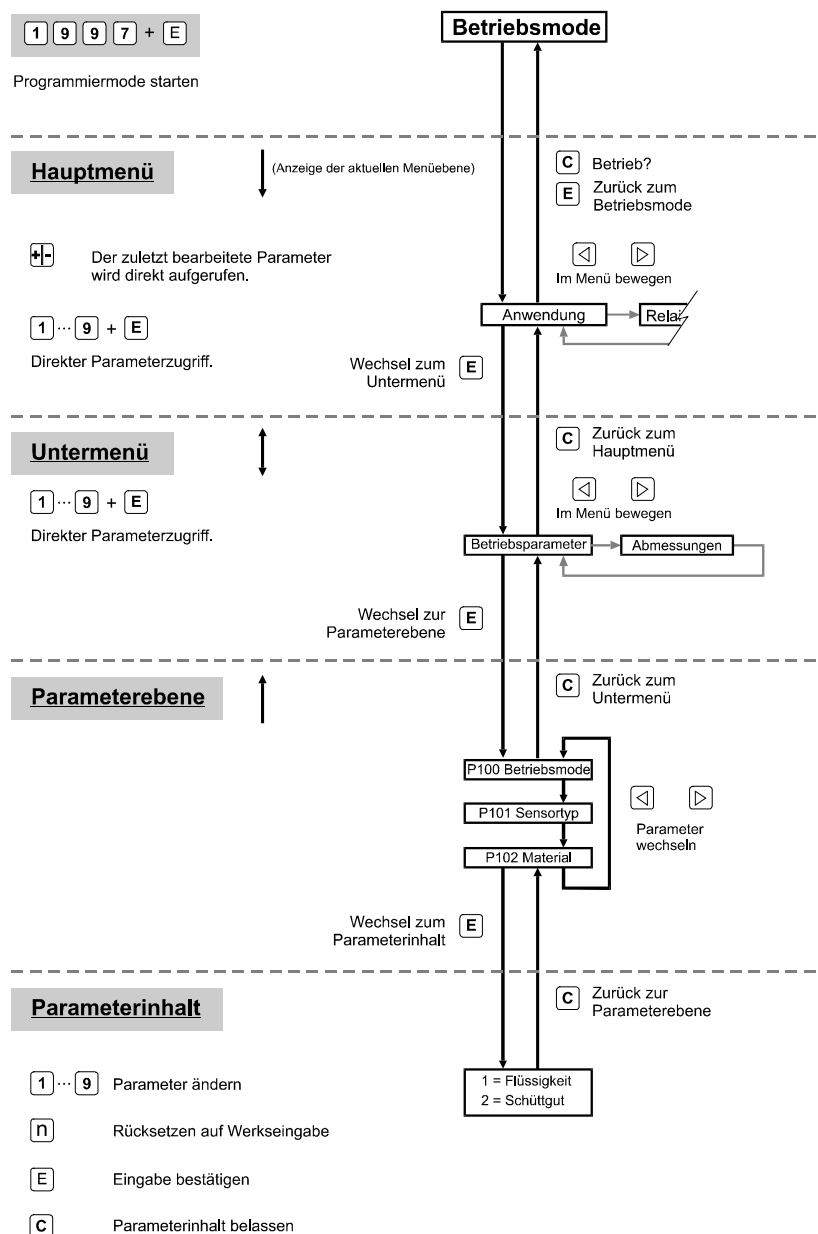 1 9 9 7 + E
Programmiermode starten
Betriebsmode
Hauptmenü
(Anzeige der aktuellen Menüebene)
C Betrieb?
E Zurück zum
Betriebsmode
+|- Der zuletzt bearbeitete Parameter
wird direkt aufgerufen.
Im Menü bewegen
1 ... 9 + E
Direkter Parameterzugriff.
Anwendung
Wechsel zum
Untermenü E
Untermenü
C Zurück zum
Hauptmenü
1 ... 9 + E
Direkter Parameterzugriff.
Im Menü bewegen
Betriebsparameter
Abmessungen
Wechsel zur
Parameterebene E
Parameterebene
C Zurück zum
Untermenü
P100 Betriebsmode
P101 Sensortyp
P102 Material
Parameter
wechseln
Wechsel zum
Parameterinhalt E
Parameterinhalt
C Zurück zur
Parameterebene
1 = Flüssigkeit
2 = Schüttgut
1 ... 9 Parameter ändern
n Rücksetzen auf Werkseingabe
E Eingabe bestätigen
C Parameterinhalt belassen